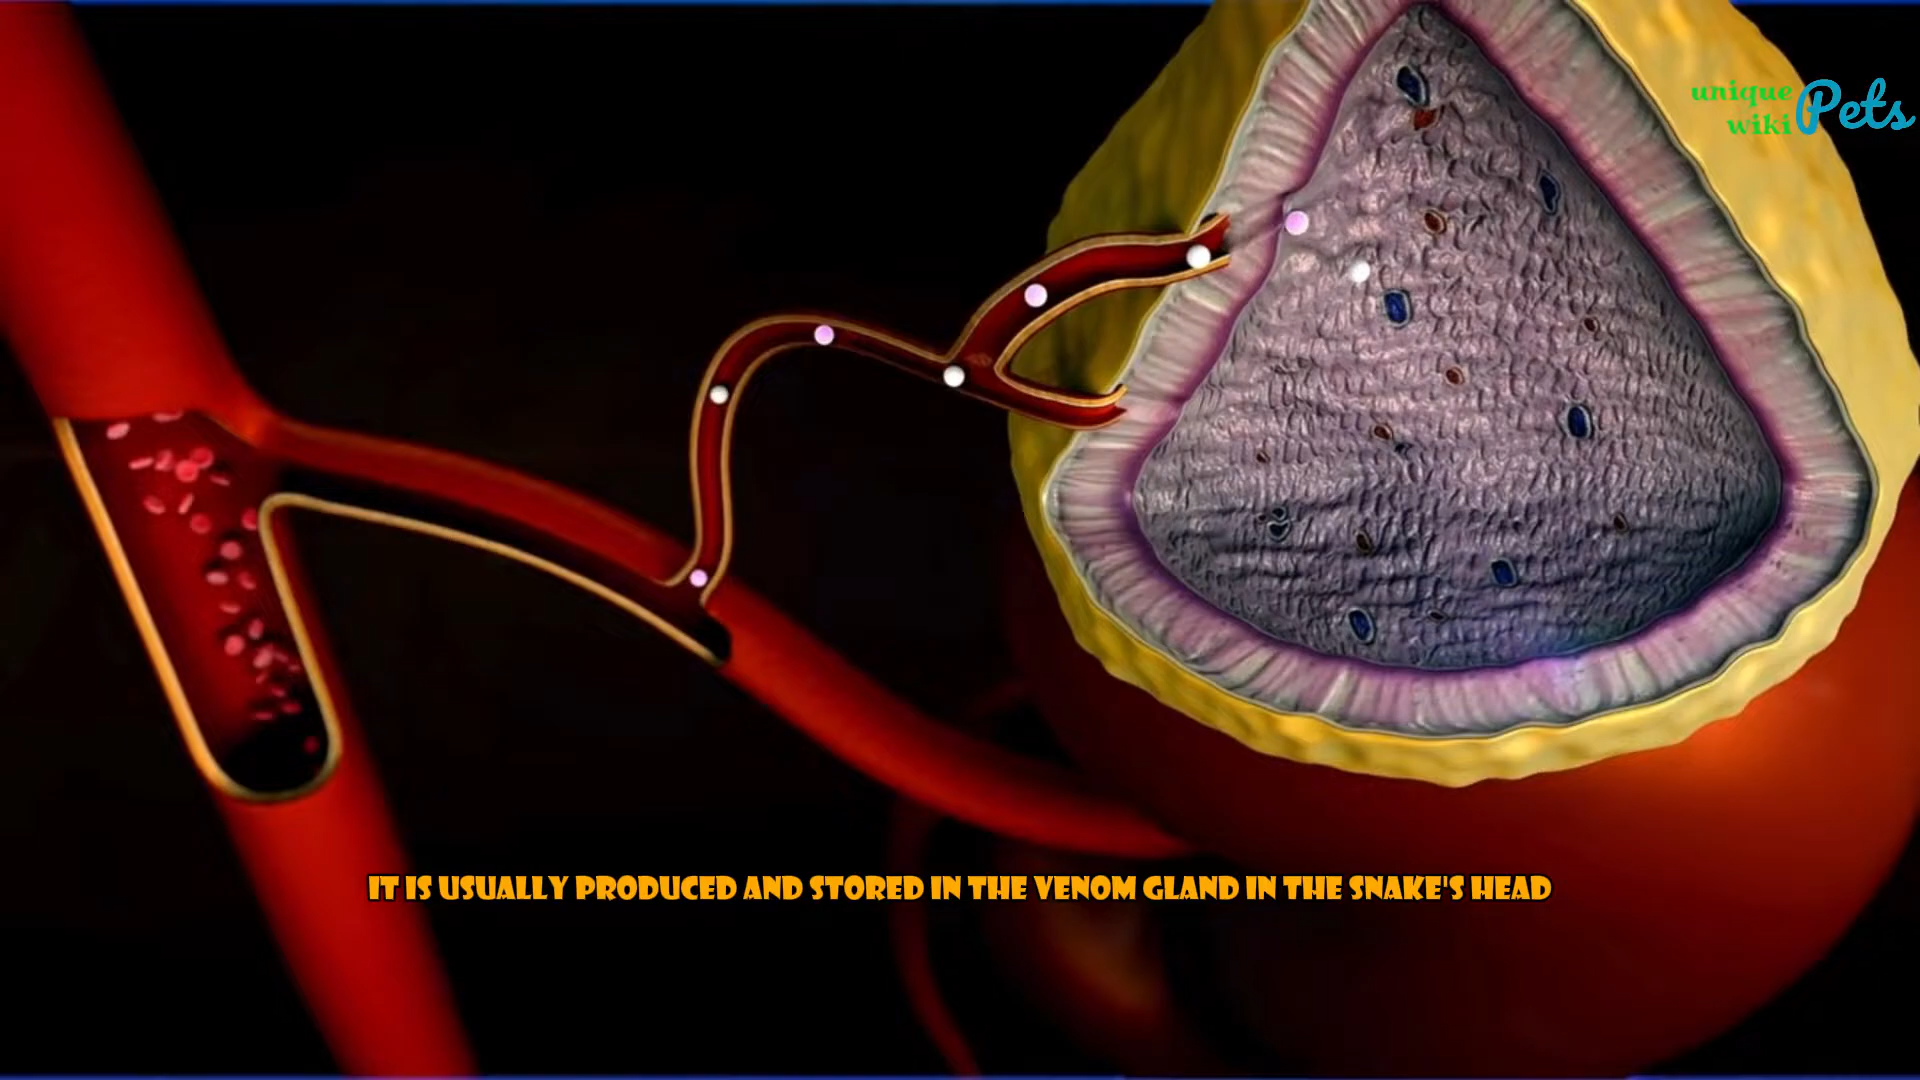 unique
wiki Pets
IT IS USUALLY PRODUCED AND STORED IN THE VENOM GLAND IN THE SNAKE'S HEAD